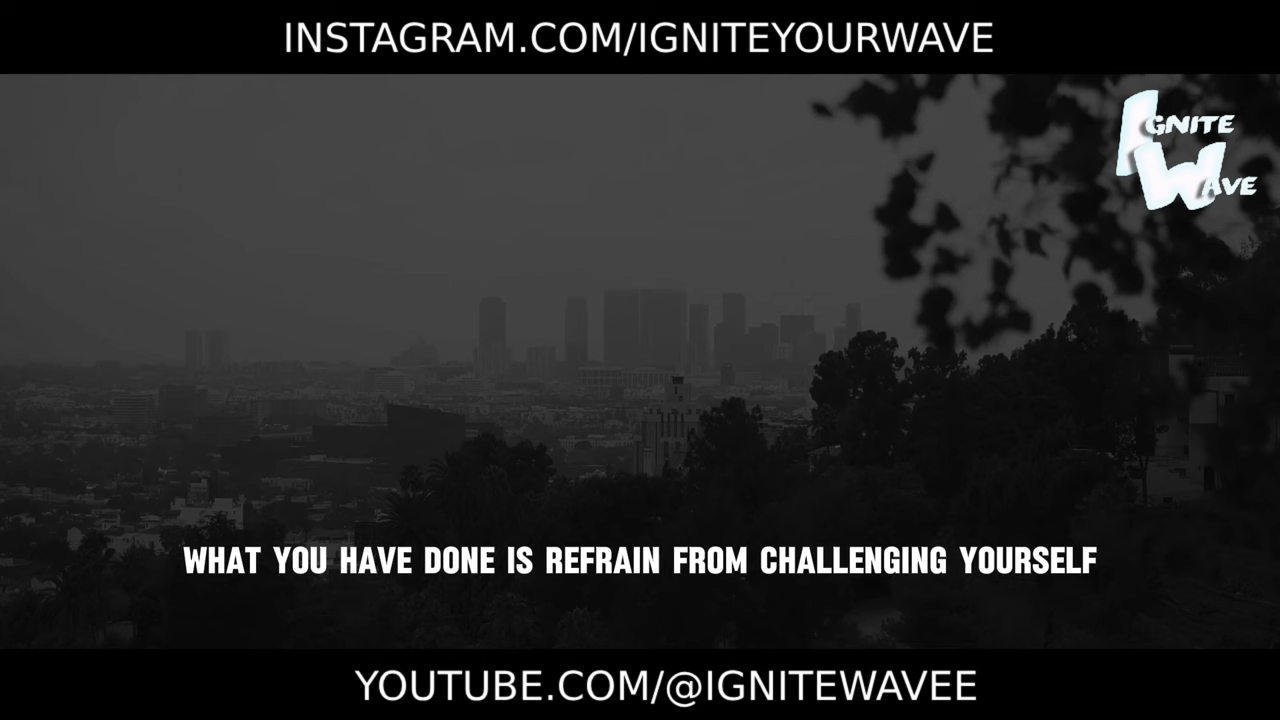 INSTAGRAM.COM/IGNITEYOURWAVE
IGNITE
WAVE
WHAT YOU HAVE DONE IS REFRAIN FROM CHALLENGING YOURSELF
YOUTUBE.COM/@IGNITEWAVEE